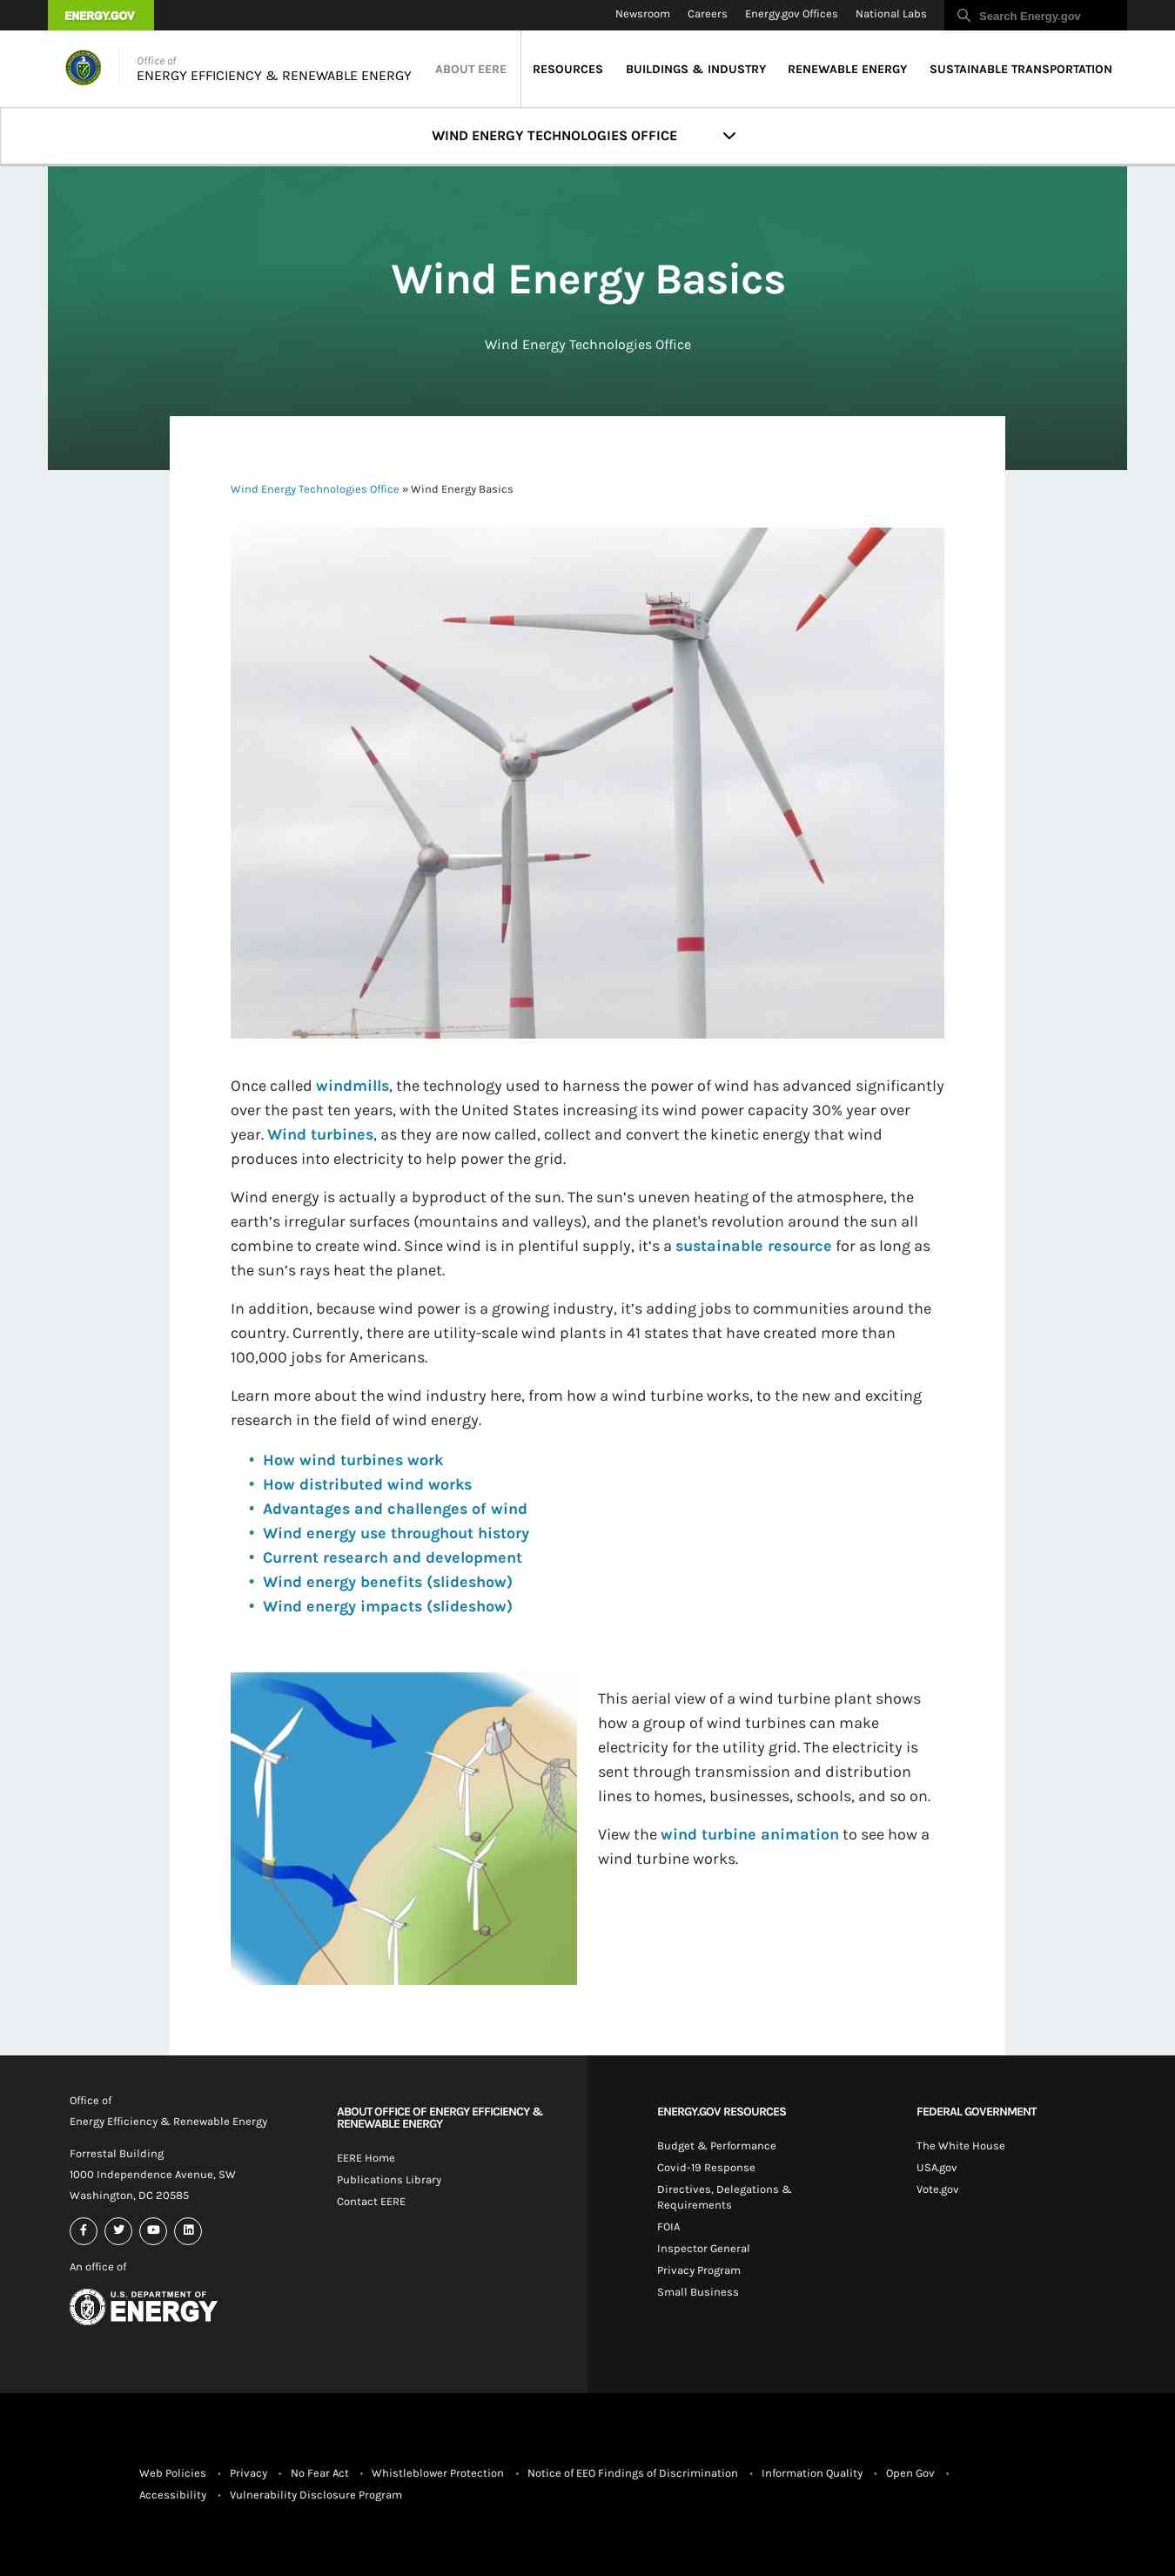 ENERGY.GOV
Newsroom Careers Energy.gov Offices National Labs Search Energy.gov
Office of
ENERGY EFFICIENCY & RENEWABLE ENERGY
ABOUT EERE RESOURCES BUILDINGS & INDUSTRY RENEWABLE ENERGY SUSTAINABLE TRANSPORTATION
WIND ENERGY TECHNOLOGIES OFFICE
Wind Energy Basics
Wind Energy Technologies Office
Wind Energy Technologies Office » Wind Energy Basics
Once called windmills, the technology used to harness the power of wind has advanced significantly
over the past ten years, with the United States increasing its wind power capacity 30% year over
year. Wind turbines, as they are now called, collect and convert the kinetic energy that wind
produces into electricity to help power the grid.
Wind energy is actually a byproduct of the sun. The sun’s uneven heating of the atmosphere, the
earth’s irregular surfaces (mountains and valleys), and the planet's revolution around the sun all
combine to create wind. Since wind is in plentiful supply, it’s a sustainable resource for as long as
the sun’s rays heat the planet.
In addition, because wind power is a growing industry, it’s adding jobs to communities around the
country. Currently, there are utility-scale wind plants in 41 states that have created more than
100,000 jobs for Americans.
Learn more about the wind industry here, from how a wind turbine works, to the new and exciting
research in the field of wind energy.
• How wind turbines work
• How distributed wind works
• Advantages and challenges of wind
• Wind energy use throughout history
• Current research and development
• Wind energy benefits (slideshow)
• Wind energy impacts (slideshow)
This aerial view of a wind turbine plant shows
how a group of wind turbines can make
electricity for the utility grid. The electricity is
sent through transmission and distribution
lines to homes, businesses, schools, and so on.
View the wind turbine animation to see how a
wind turbine works.
Office of
Energy Efficiency & Renewable Energy
Forrestal Building
1000 Independence Avenue, SW
Washington, DC 20585
An office of
U.S. DEPARTMENT OF
ENERGY
ABOUT OFFICE OF ENERGY EFFICIENCY &
RENEWABLE ENERGY
EERE Home
Publications Library
Contact EERE
ENERGY.GOV RESOURCES
Budget & Performance
Covid-19 Response
Directives, Delegations &
Requirements
FOIA
Inspector General
Privacy Program
Small Business
FEDERAL GOVERNMENT
The White House
USA.gov
Vote.gov
Web Policies • Privacy • No Fear Act • Whistleblower Protection • Notice of EEO Findings of Discrimination • Information Quality • Open Gov •
Accessibility • Vulnerability Disclosure Program